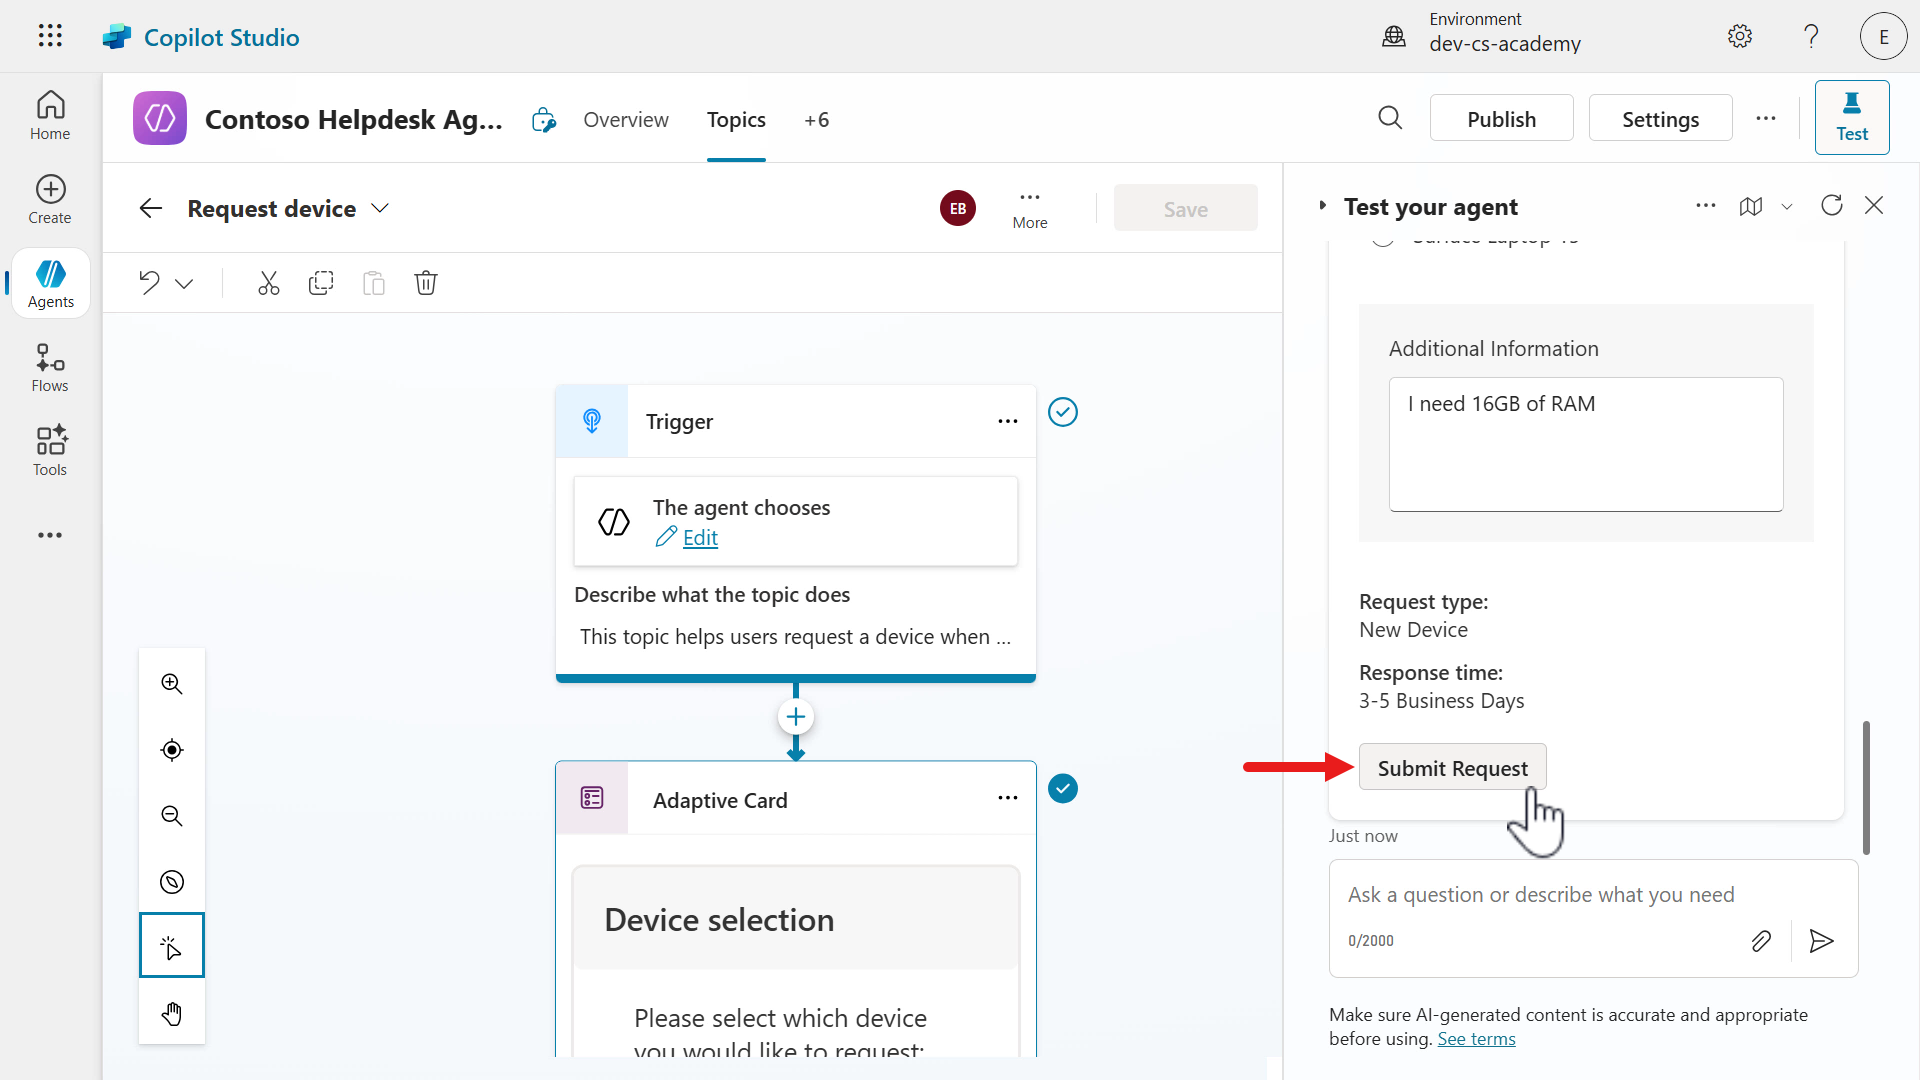 Copilot Studio
Environment
dev-cs-academy
E
Home
Create
Agents
Flows
Tools
Contoso Helpdesk Ag...
Overview
Topics
+6
Publish
Settings
Test
Request device
EB
More
Save
Trigger
The agent chooses
Edit
Describe what the topic does
This topic helps users request a device when ...
Adaptive Card
Device selection
Please select which device
you would like to request:
Test your agent
Surface Laptop 15
Additional Information
I need 16GB of RAM
Request type:
New Device
Response time:
3-5 Business Days
Submit Request
Just now
Ask a question or describe what you need
0/2000
Make sure AI-generated content is accurate and appropriate
before using. See terms